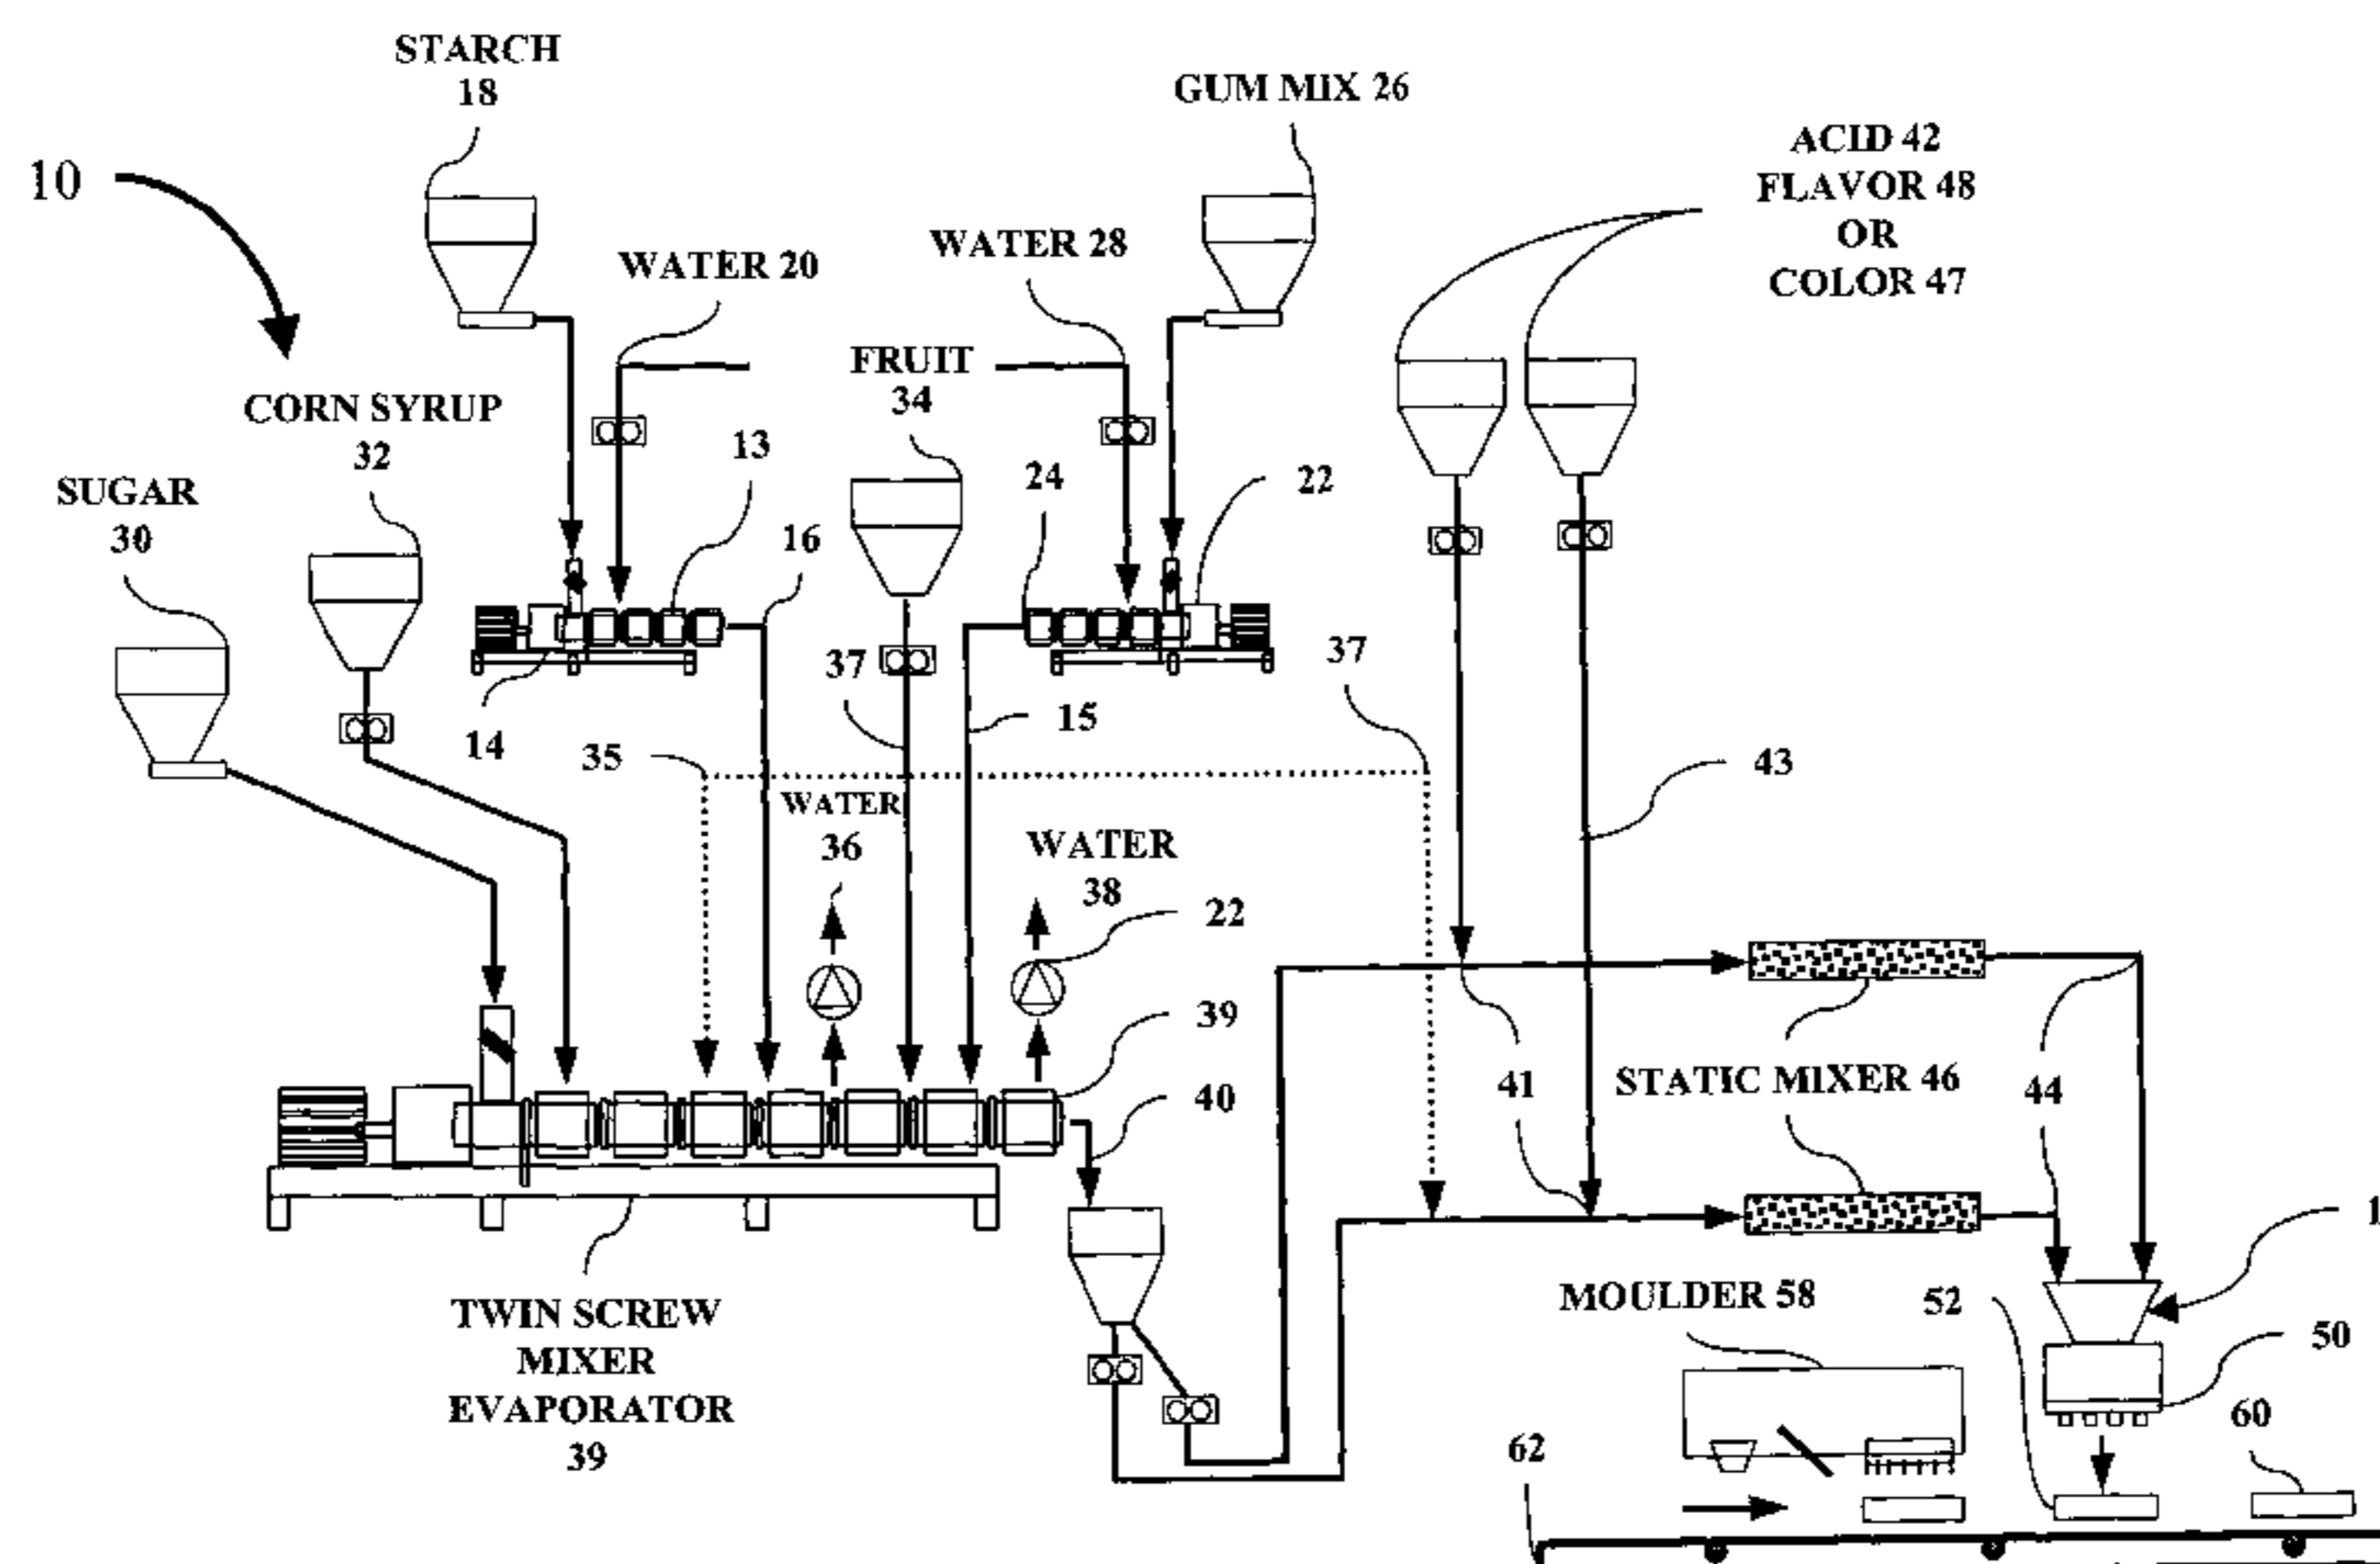 STARCH
18
GUM MIX 26
ACID 42
FLAVOR 48
OR
COLOR 47
10
WATER 20
WATER 28
FRUIT
34
CORN SYRUP
32
13
24
22
SUGAR
30
16
37
37
14
15
35
43
WATER
36
WATER
38
22
39
40
41
STATIC MIXER 46
44
TWIN SCREW
MIXER
EVAPORATOR
39
MOULDER 58
52
50
60
62